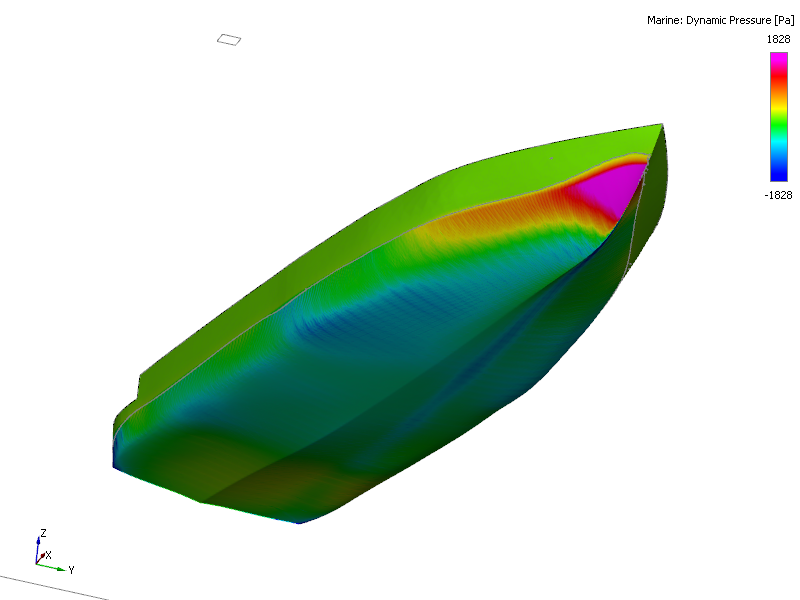 Marine: Dynamic Pressure [Pa]
1828
-1828
Z
X
Y